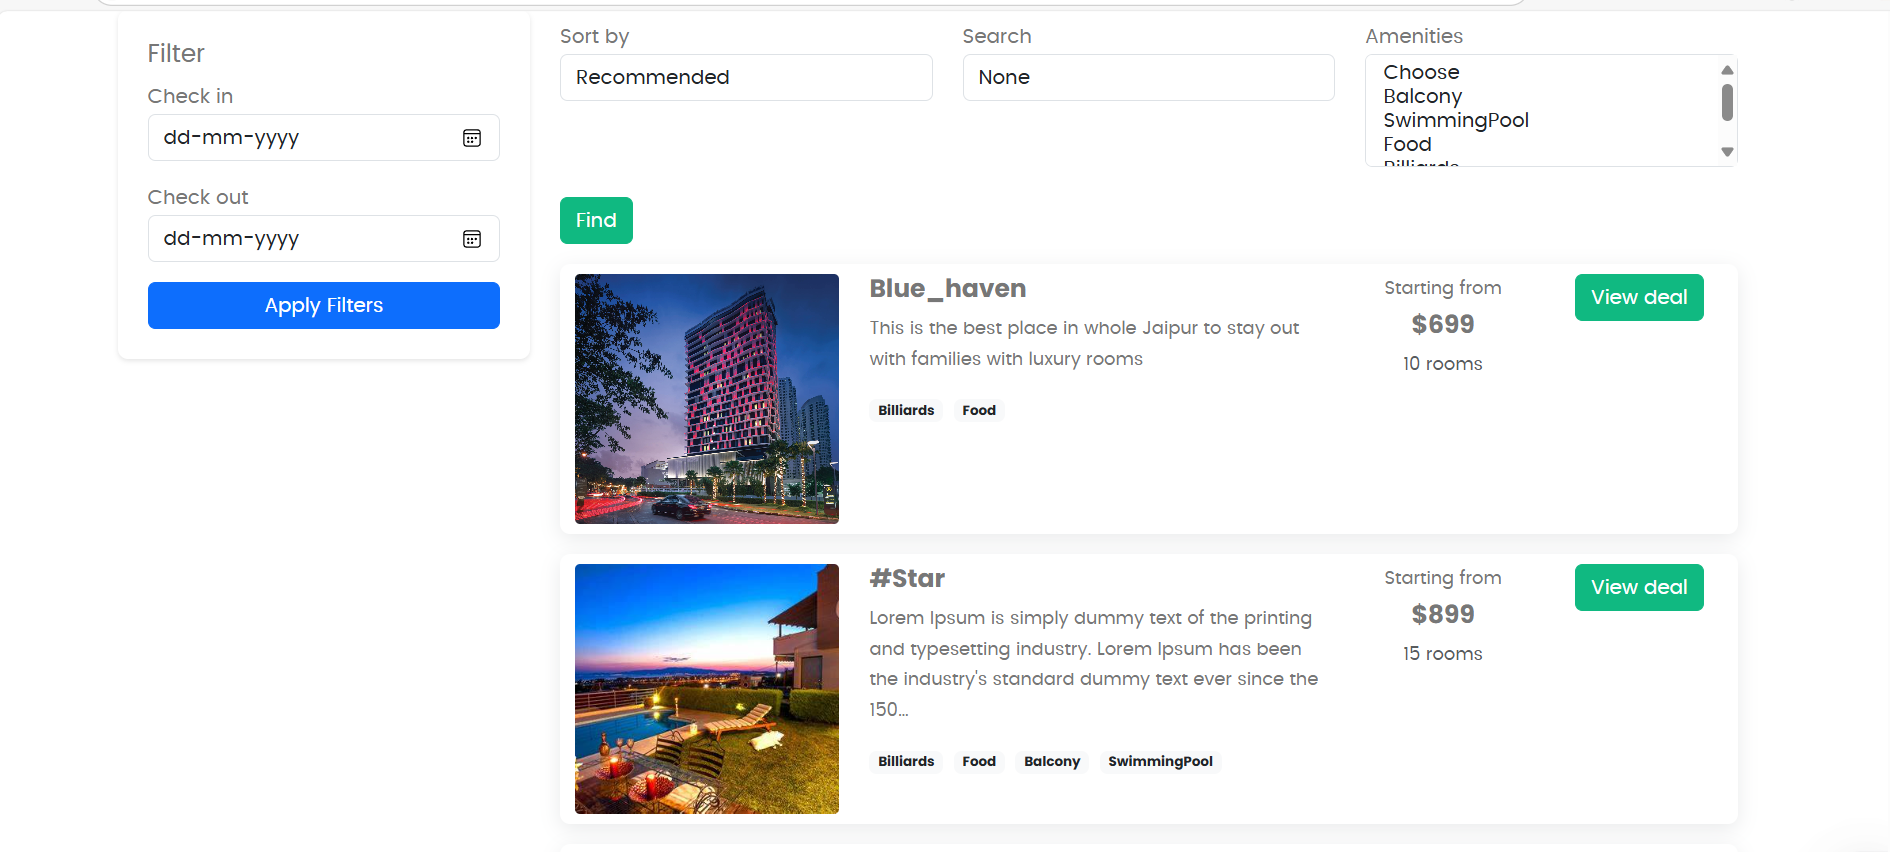 Filter
Check in
dd-mm-yyyy
Check out
dd-mm-yyyy
Apply Filters
Sort by
Recommended
Search
None
Amenities
Choose
Balcony
SwimmingPool
Food
Billiards
Find
Blue_haven
This is the best place in whole Jaipur to stay out
with families with luxury rooms
Billiards Food
Starting from
$699
10 rooms
View deal
#Star
Lorem Ipsum is simply dummy text of the printing
and typesetting industry. Lorem Ipsum has been
the industry's standard dummy text ever since the
150...
Billiards Food Balcony SwimmingPool
Starting from
$899
15 rooms
View deal